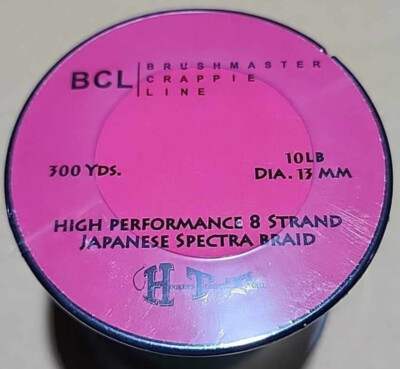 BCL
BRUSHMASTER
CRAPPIE
LINE
300 YDS.
10LB
DIA. 13 MM
HIGH PERFORMANCE 8 STRAND
JAPANESE SPECTRA BRAID